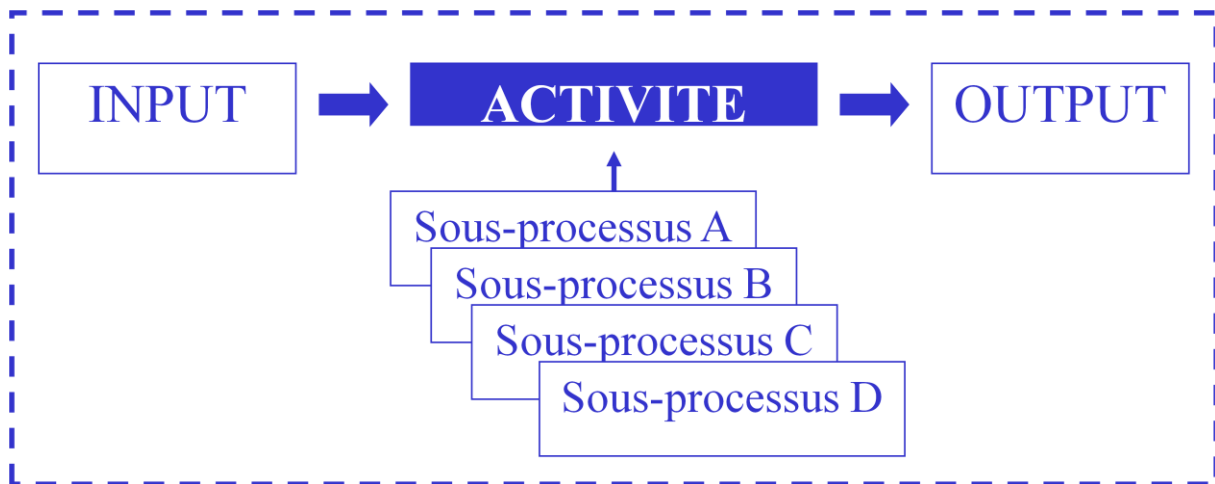 INPUT
ACTIVITE
OUTPUT
Sous-processus A
Sous-processus B
Sous-processus C
Sous-processus D